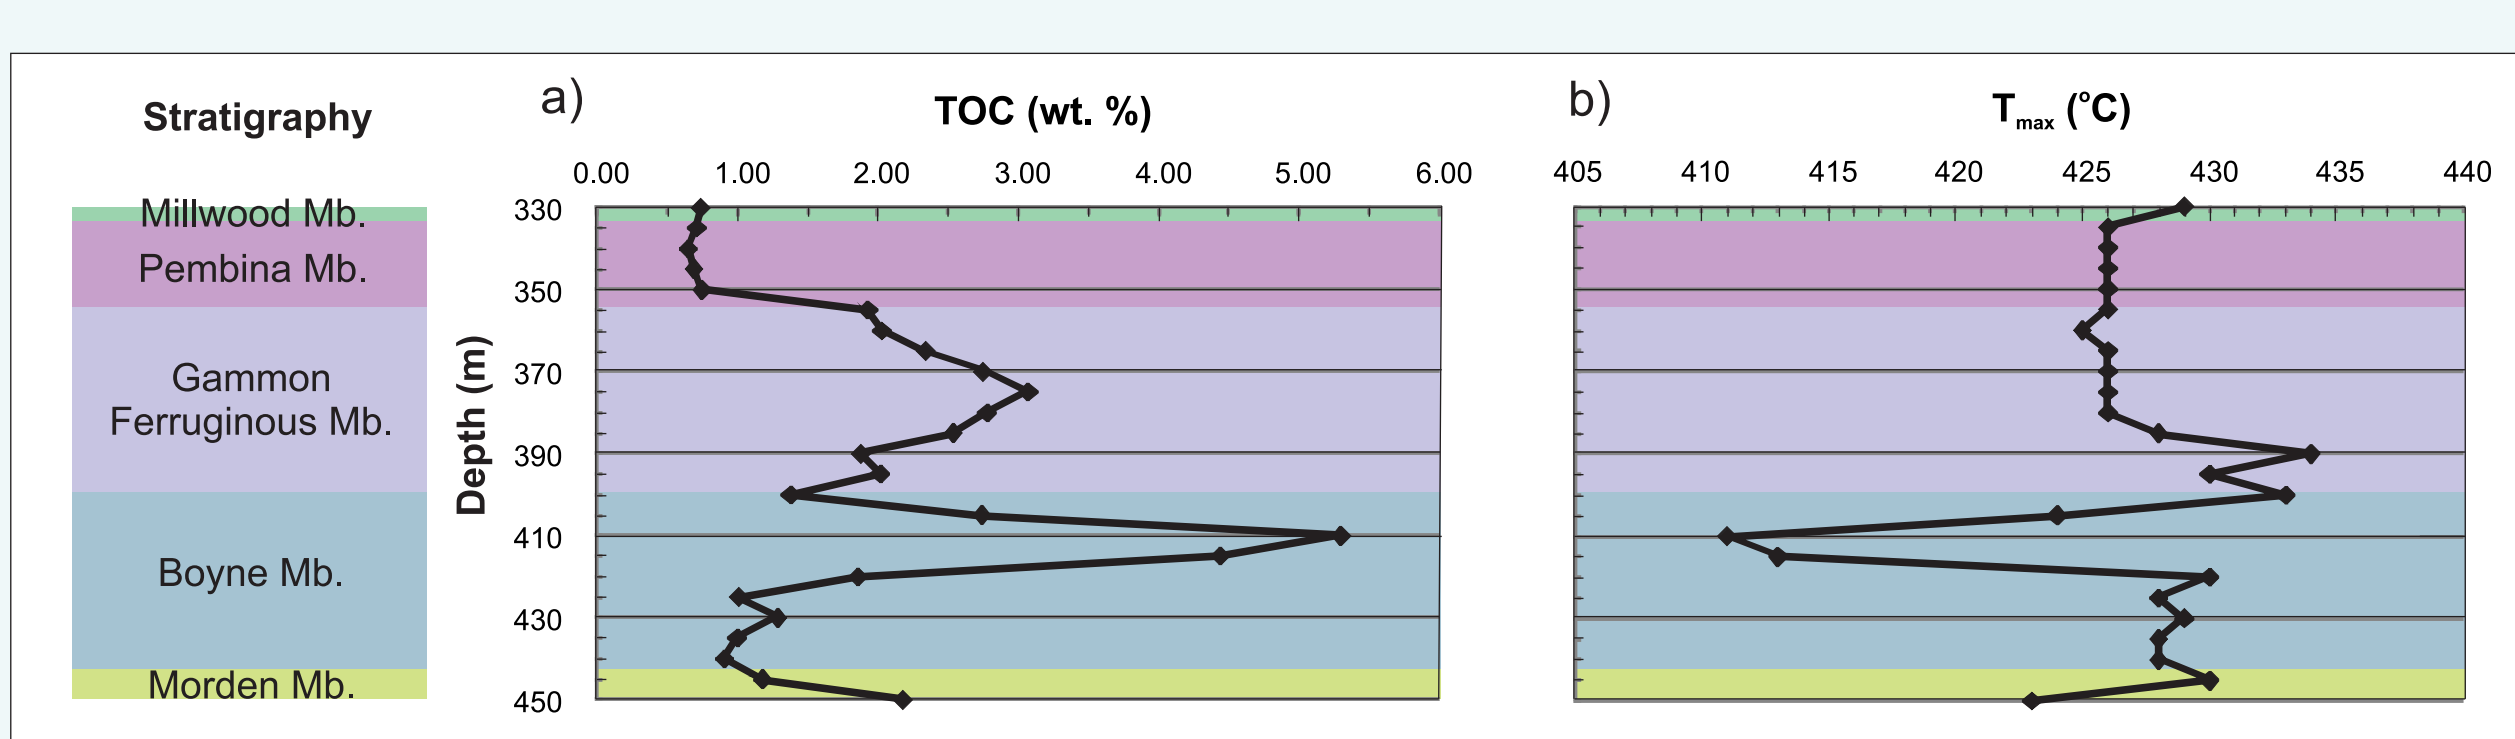 Stratigraphy
Millwood Mb.
Pembina Mb.
Gammon
Ferruginous Mb.
Boyne Mb.
Morden Mb.
a)
TOC (wt. %)
0.00 1.00 2.00 3.00 4.00 5.00 6.00
Depth (m)
330
350
370
390
410
430
450
b)
Tmax (°C)
405 410 415 420 425 430 435 440